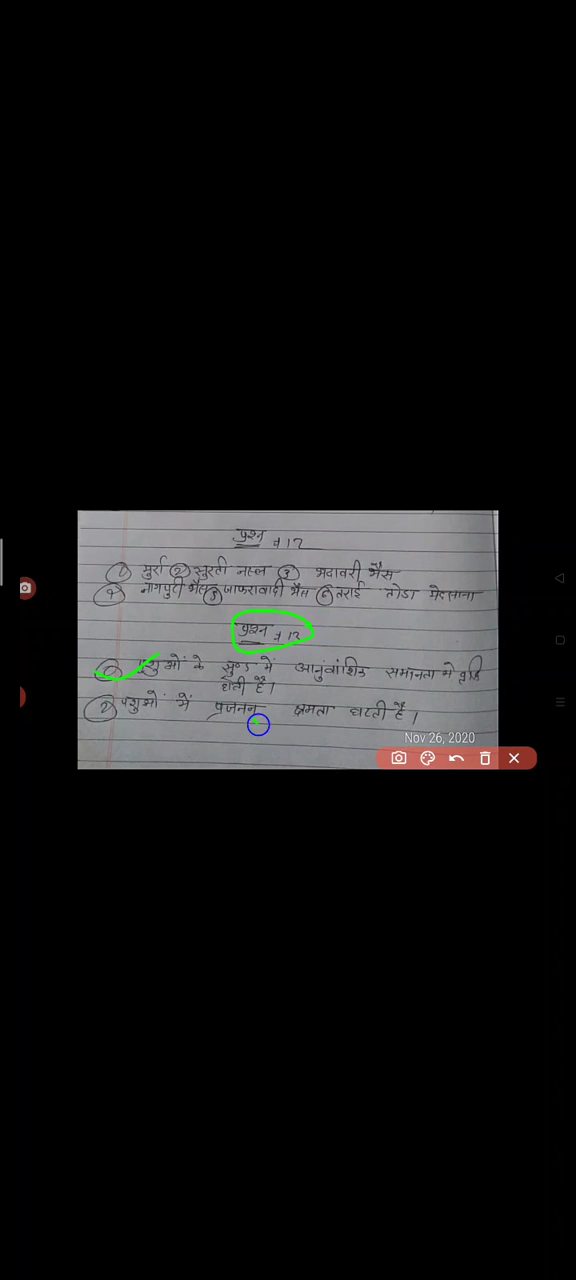 प्रश्न न 12
① मुर्रा ② सुरती नस्ल ③ भदावरी भैंस
④ नागपुरी भैंस ⑤ जाफरावादी भैंस ⑥ तराई तोडा मेहसाना
प्रश्न न 13
① पशुओं के झुण्ड में आनुवांशिक समानता में वृद्धि
होती है।
② पशुओं में प्रजनन क्षमता घटती है।
Nov 26, 2020